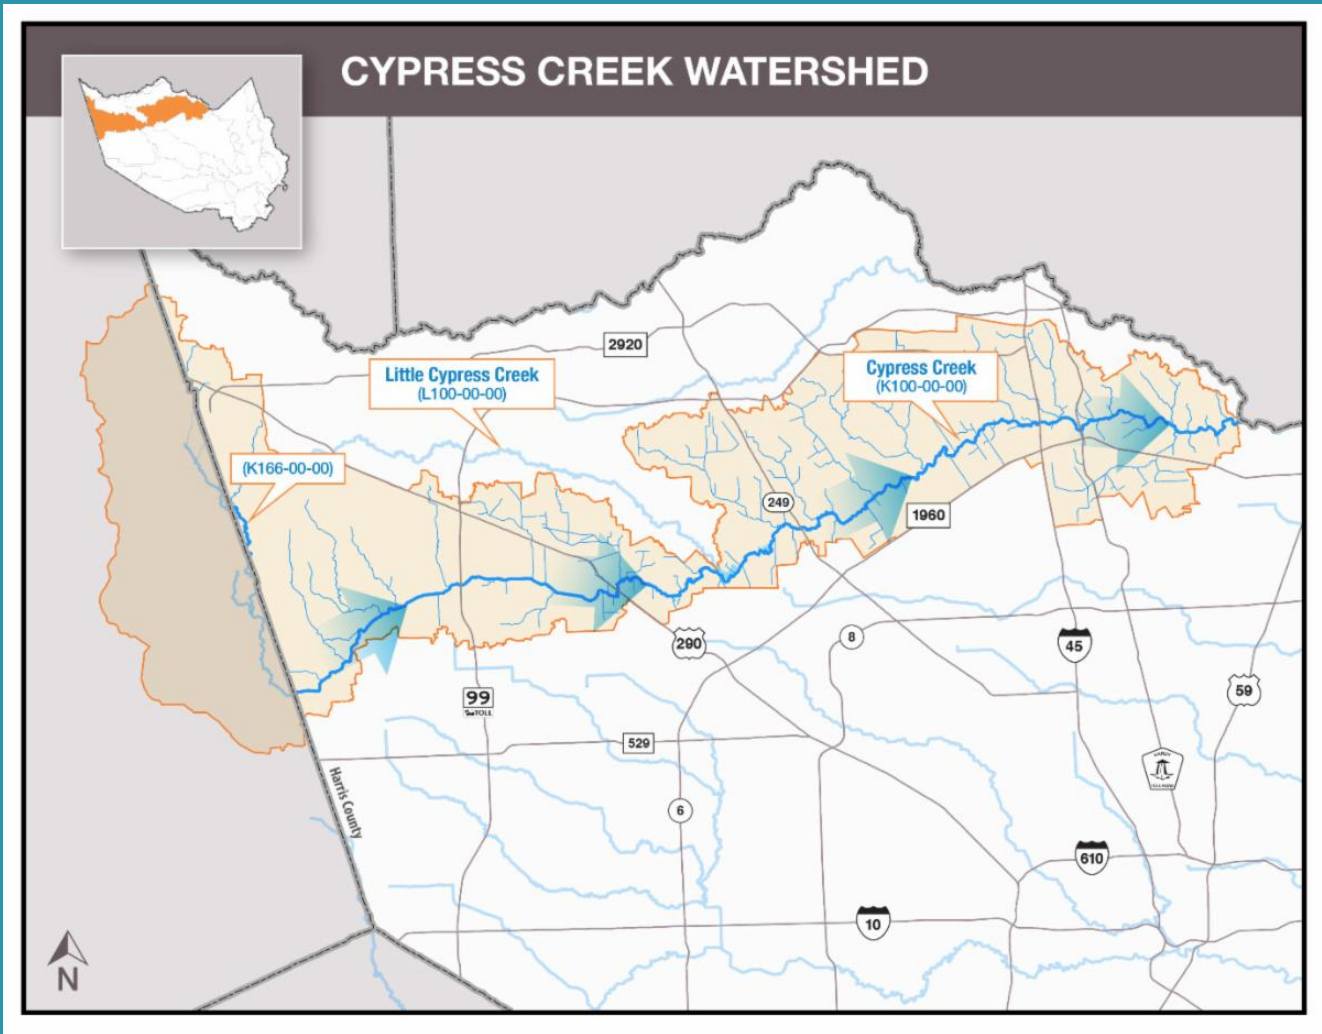 CYPRESS CREEK WATERSHED
2920
Little Cypress Creek
(L100-00-00)
Cypress Creek
(K100-00-00)
(K166-00-00)
249
1960
290
8
45
99
TOLL
59
529
Harris County
6
610
10
N